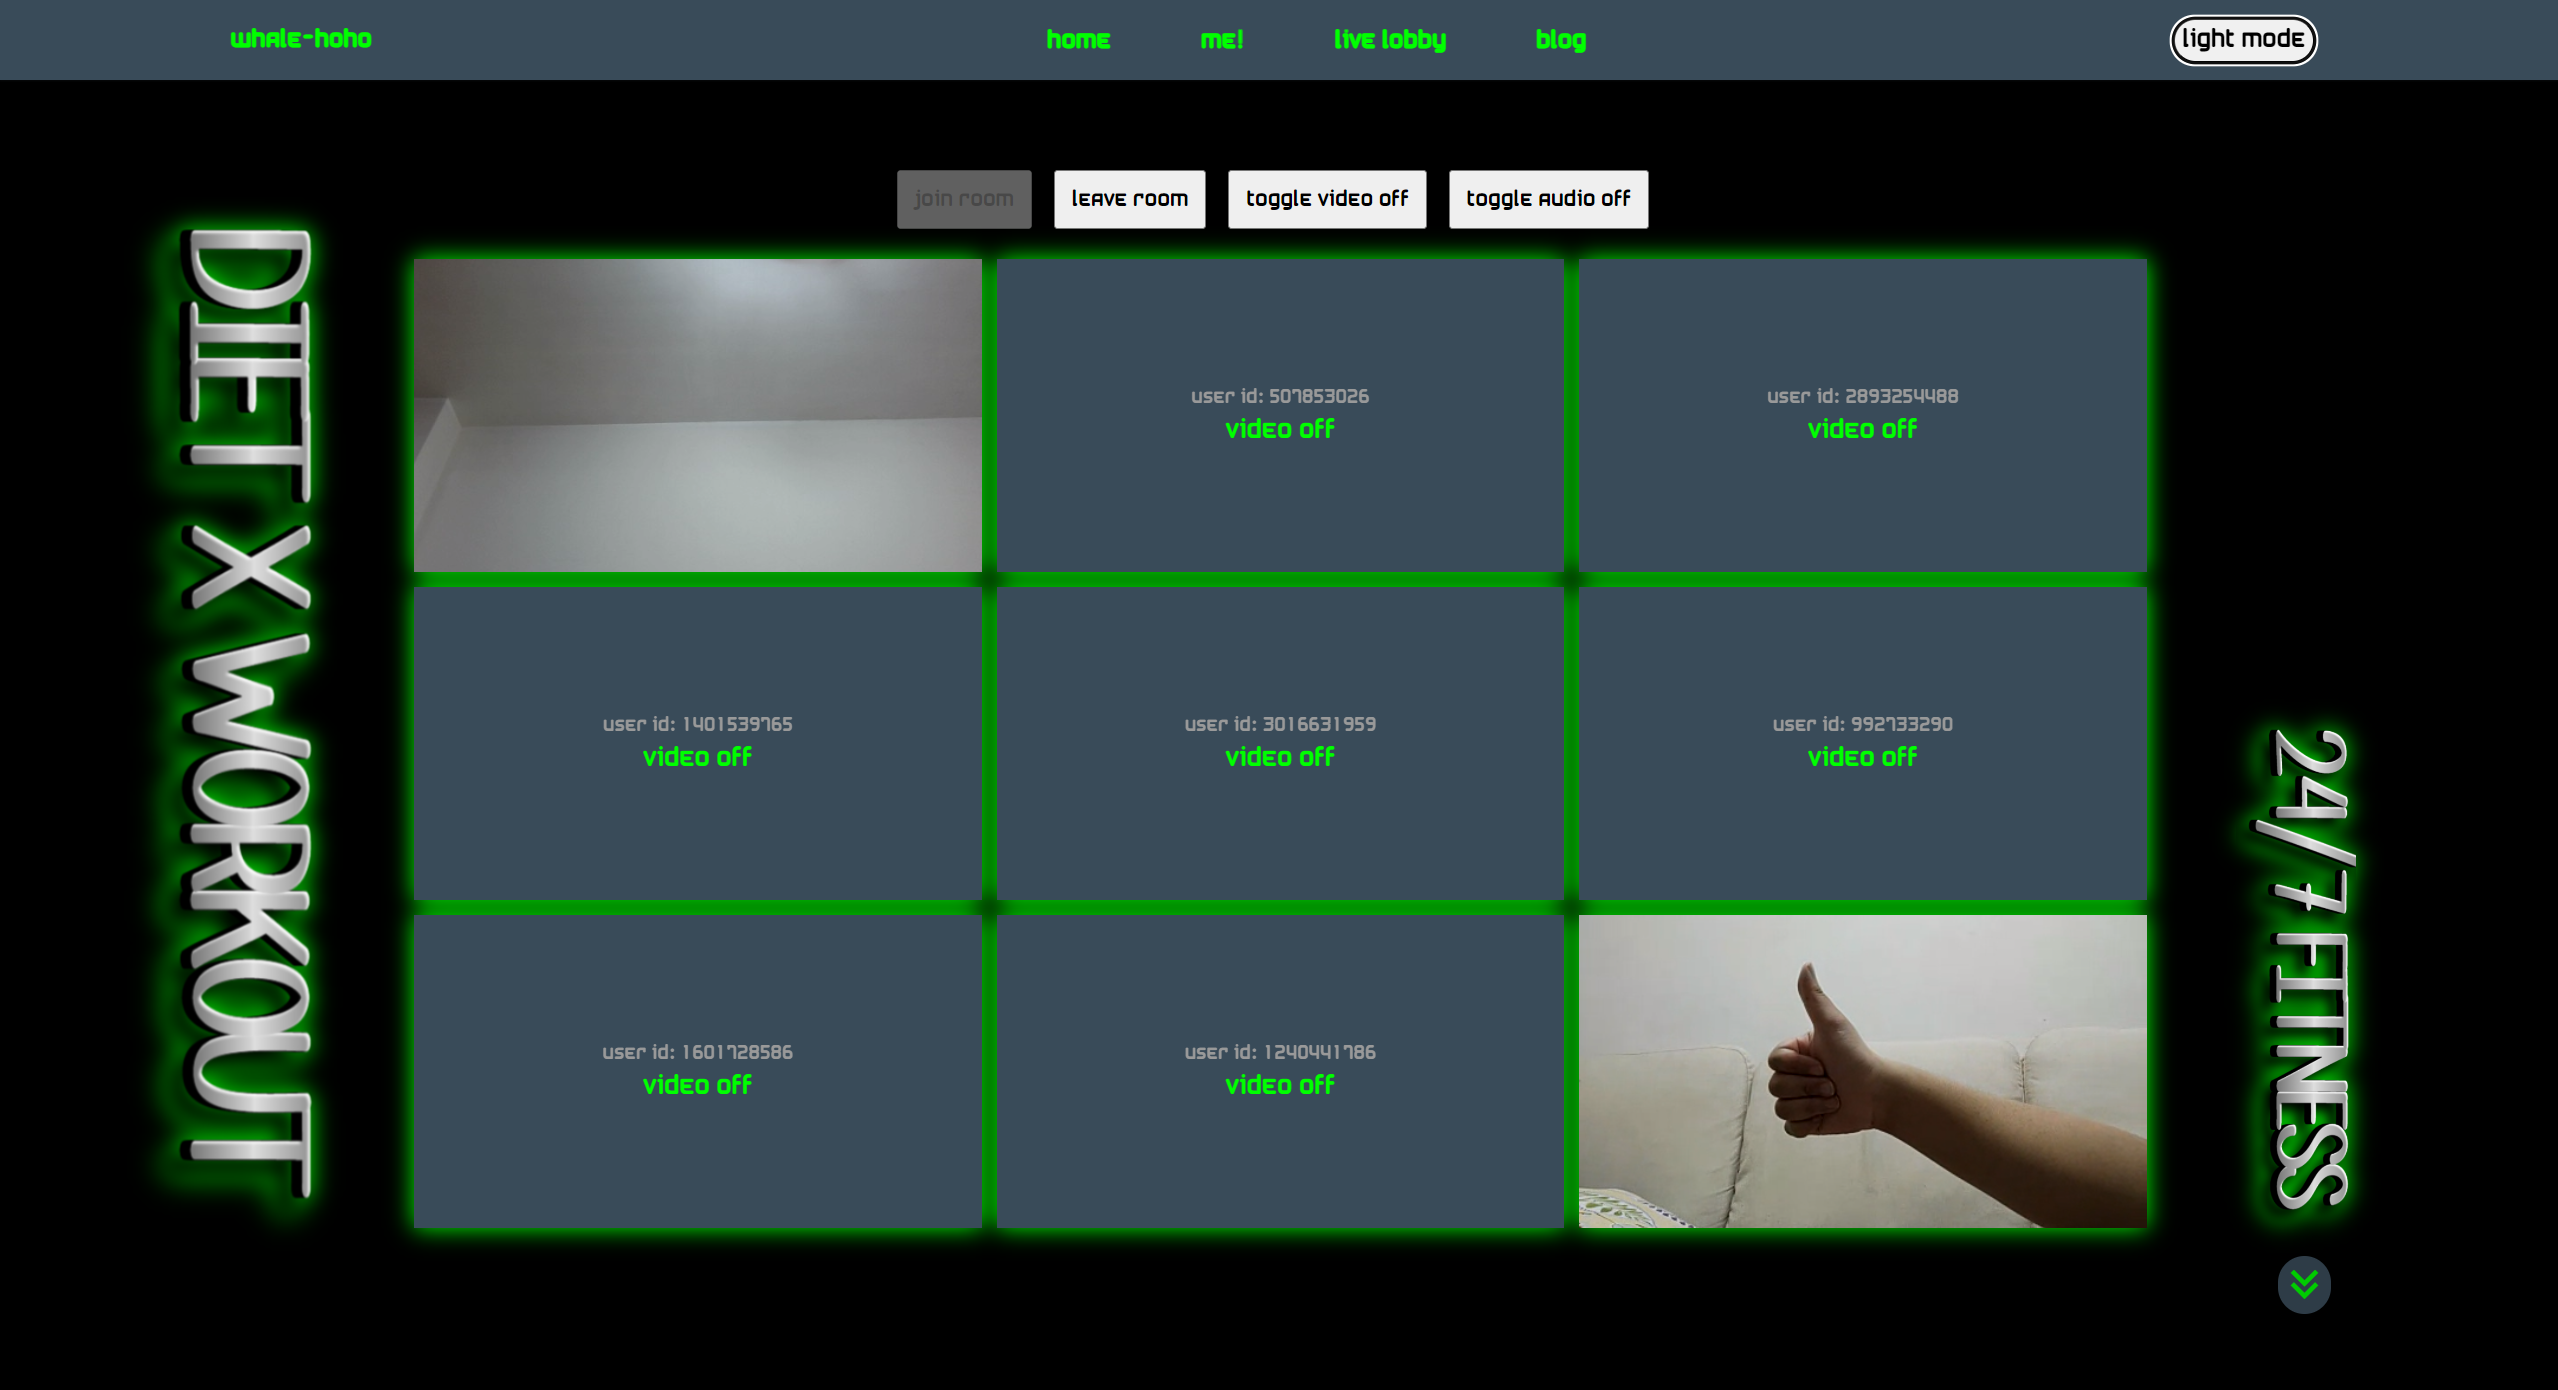 whale-hoho
home
me!
live lobby
blog
light mode
join room
leave room
toggle video off
toggle audio off
DIET X WORKOUT
user id: 507853026
video off
user id: 2893254488
video off
user id: 1401539765
video off
user id: 3016631959
video off
user id: 992733290
video off
user id: 1601728586
video off
user id: 1240441786
video off
24/7 FITNESS